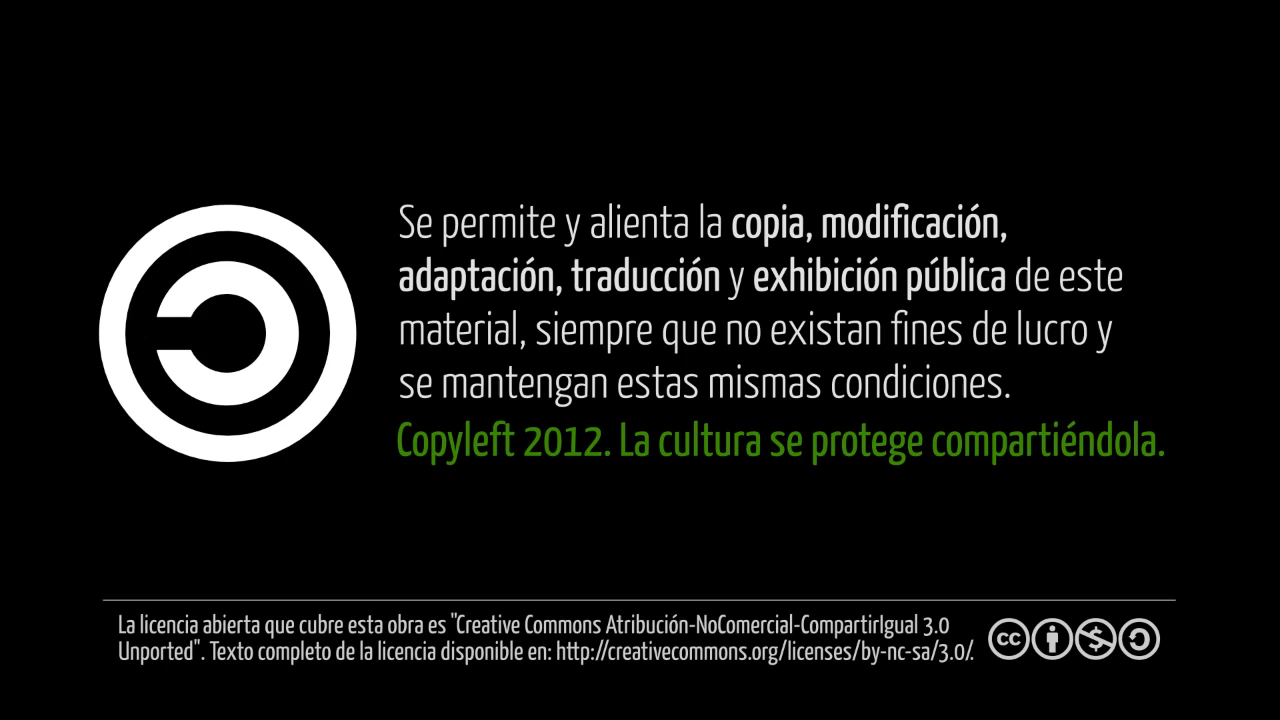 Se permite y alienta la copia, modificación,
adaptación, traducción y exhibición pública de este
material, siempre que no existan fines de lucro y
se mantengan estas mismas condiciones.
Copyleft 2012. La cultura se protege compartiéndola.
La licencia abierta que cubre esta obra es "Creative Commons Atribución-NoComercial-CompartirIgual 3.0
Unported". Texto completo de la licencia disponible en: http://creativecommons.org/licenses/by-nc-sa/3.0/.
cc